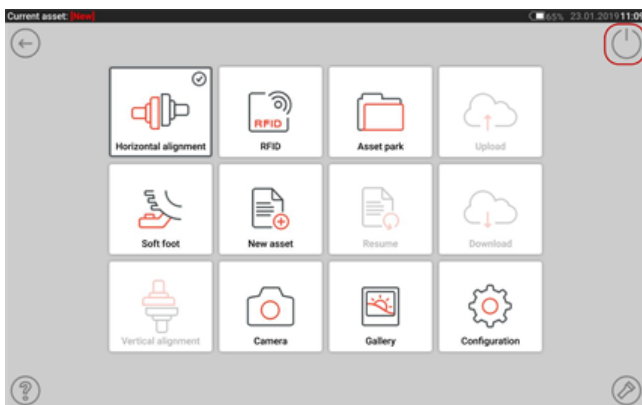 Current asset: [New]
65% 23.01.2019 11:09
Horizontal alignment
RFID
RFID
Asset park
Upload
Soft foot
New asset
Resume
Download
Vertical alignment
Camera
Gallery
Configuration
?